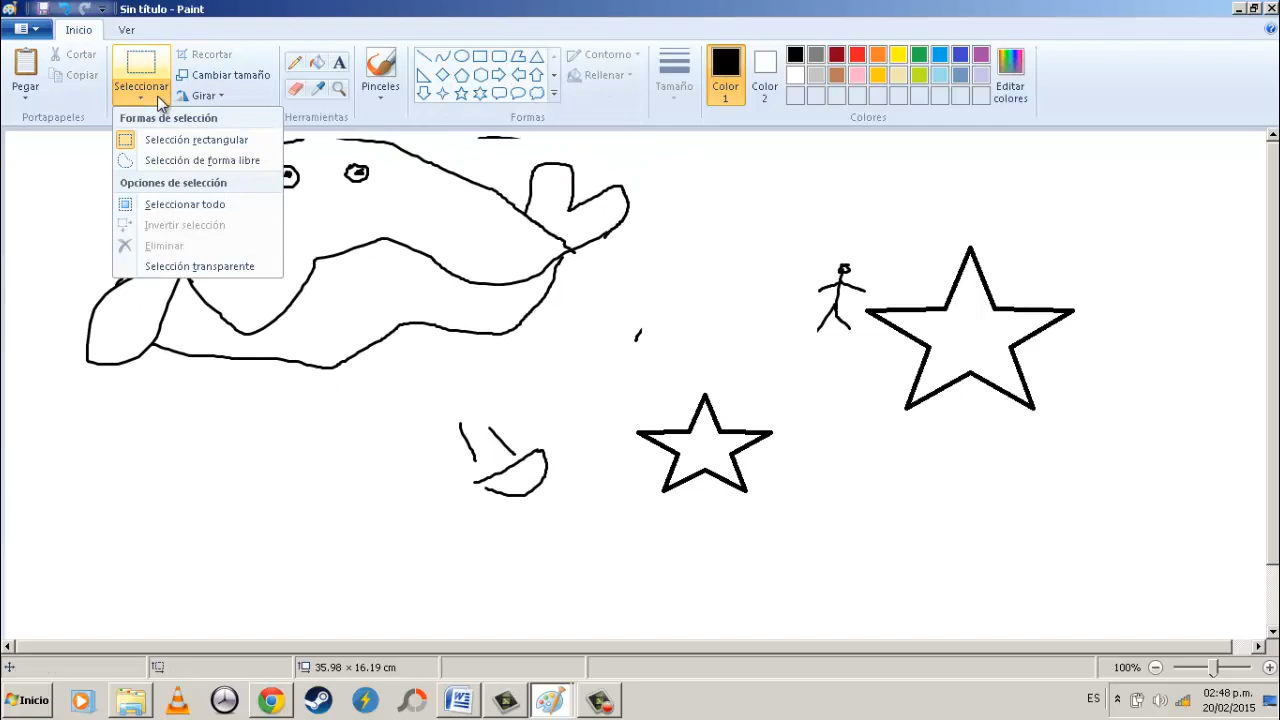 Sin título - Paint
Inicio
Ver
Pegar
Cortar
Copiar
Portapapeles
Seleccionar
Recortar
Cambiar tamaño
Girar
Formas de selección
Selección rectangular
Selección de forma libre
Opciones de selección
Seleccionar todo
Invertir selección
Eliminar
Selección transparente
A
Herramientas
Pinceles
Contorno
Rellenar
Formas
Tamaño
Color 1
Color 2
Editar colores
Colores
35.98 × 16.19 cm
100%
Inicio
ES
02:48 p.m.
20/02/2015